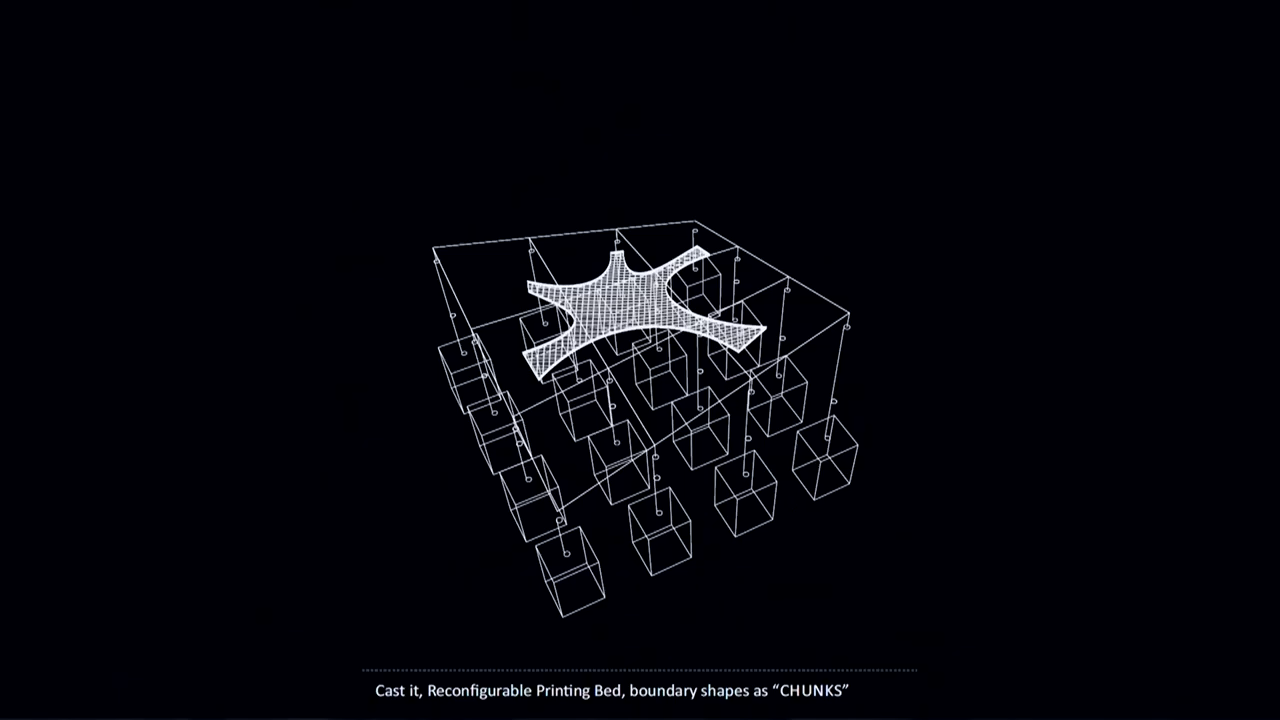 Cast it, Reconfigurable Printing Bed, boundary shapes as “CHUNKS”